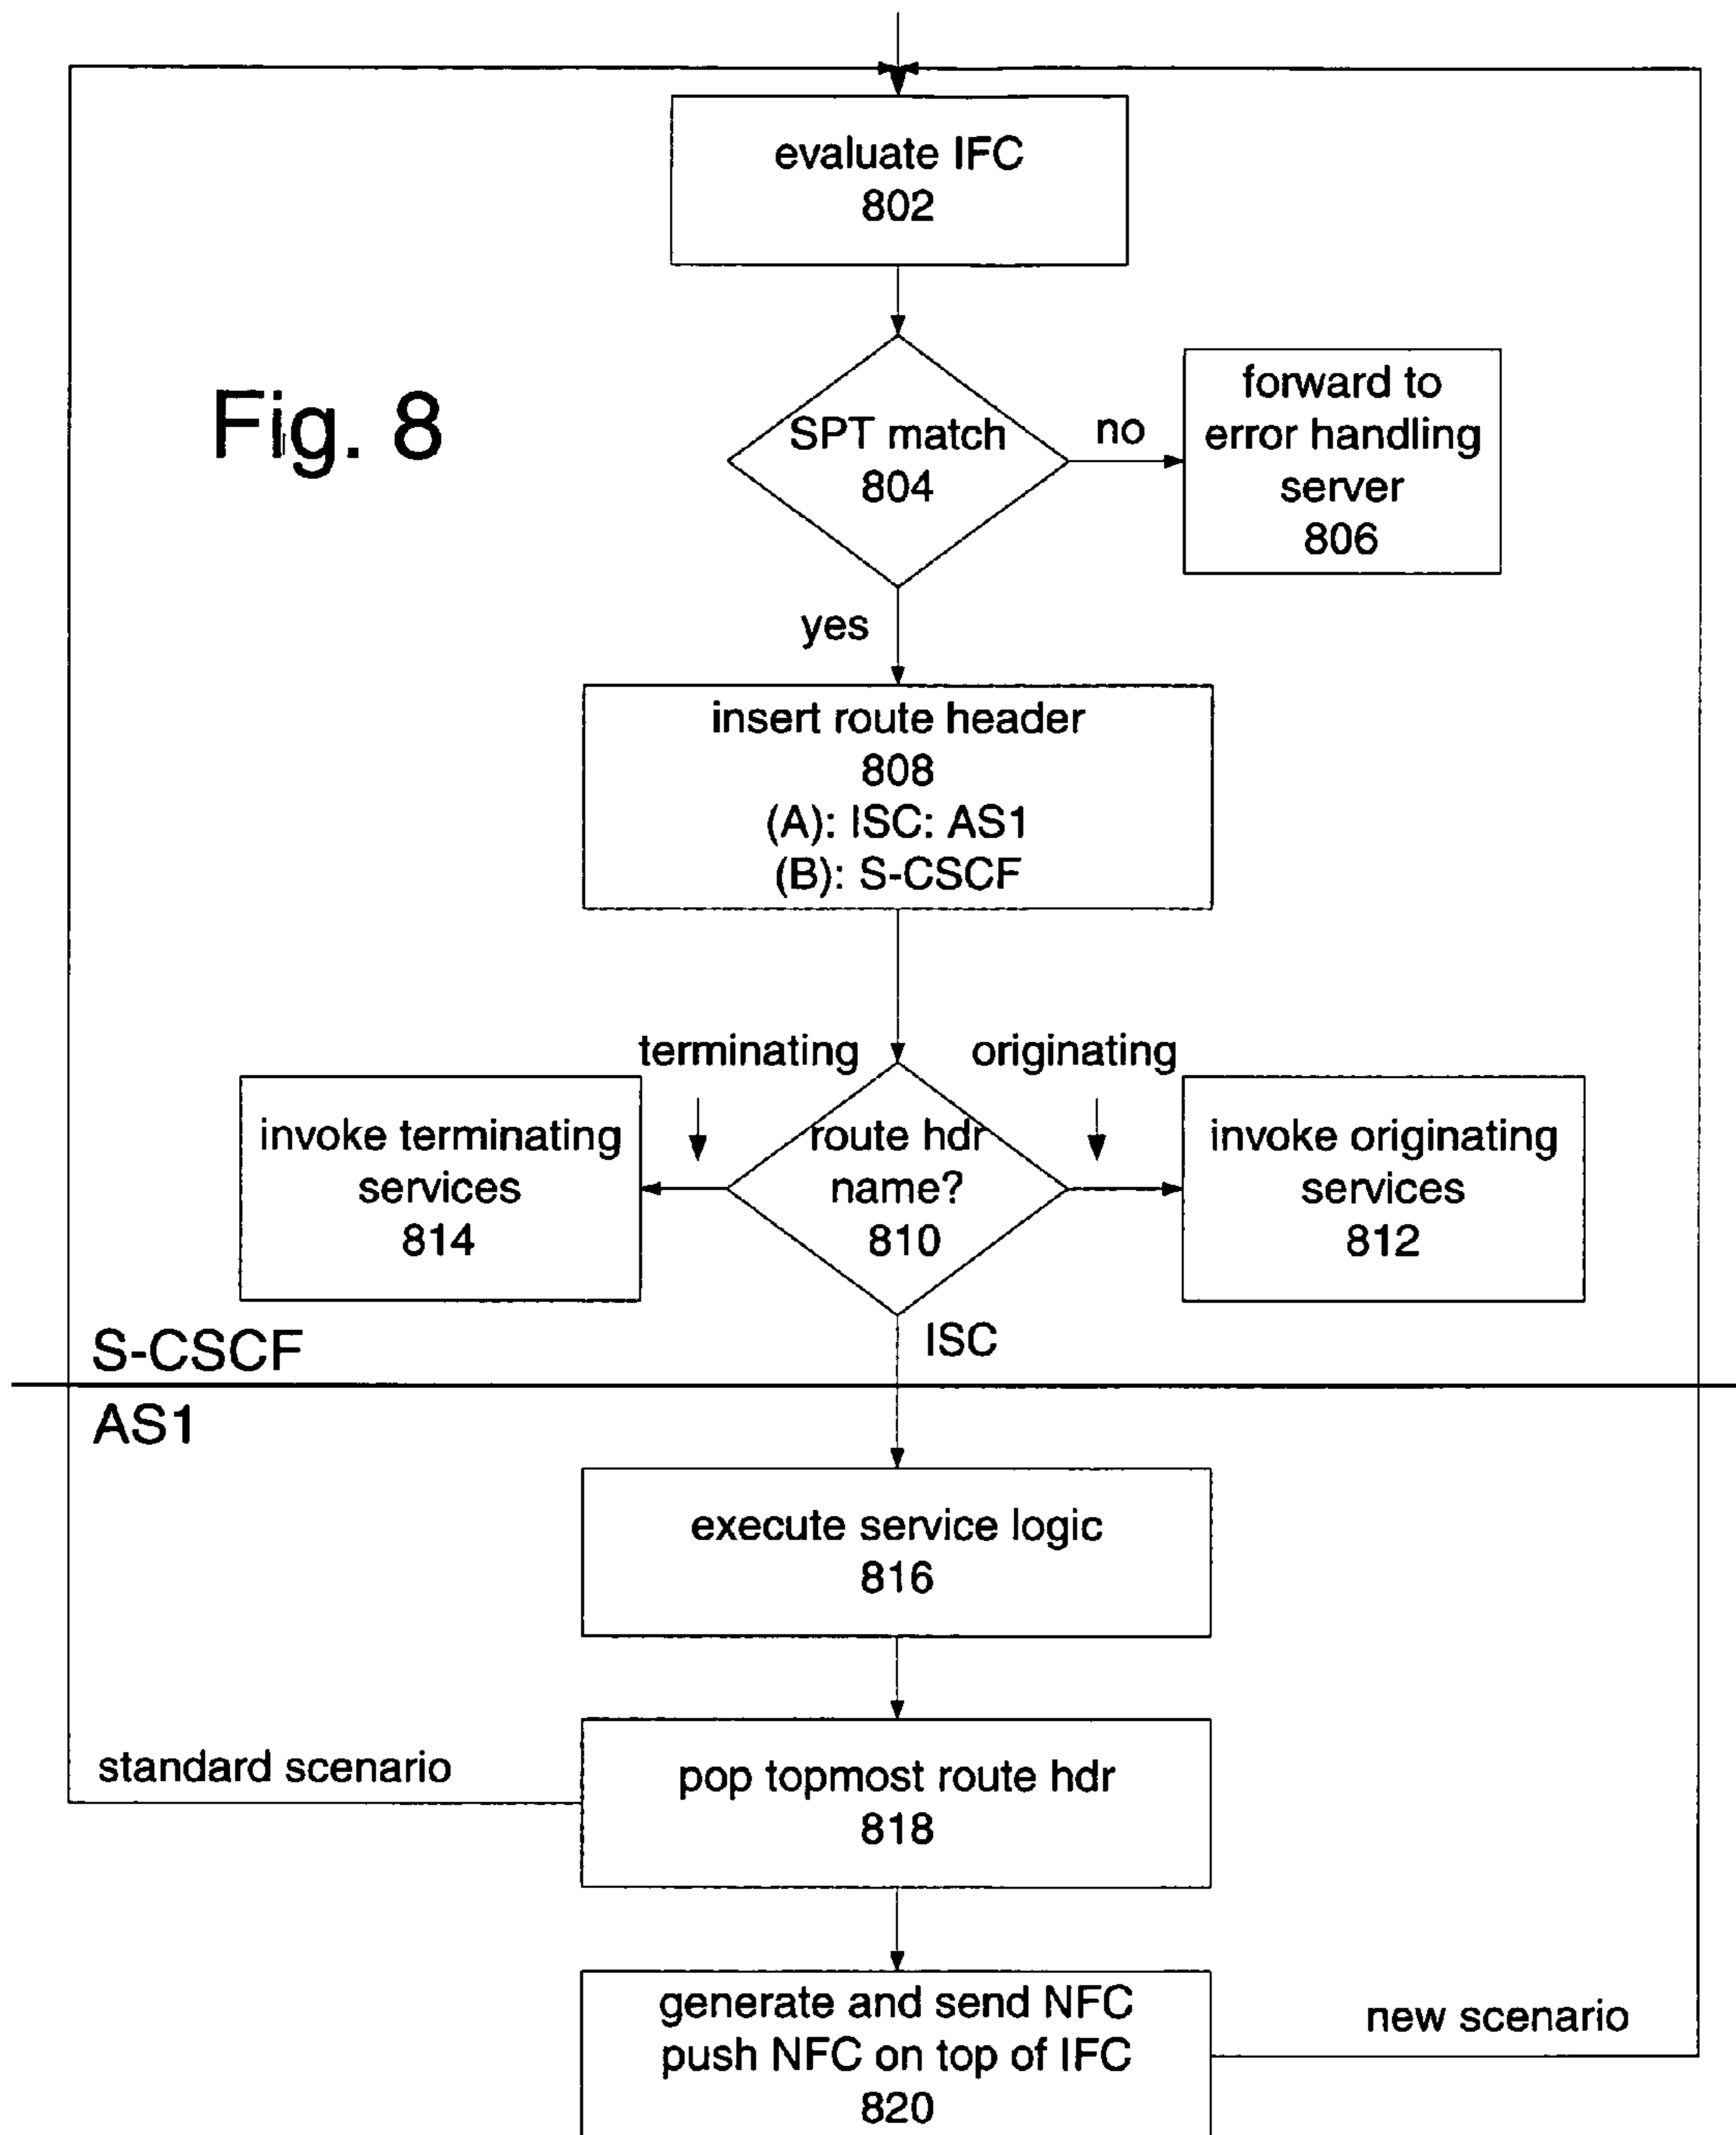 evaluate IFC
802
Fig. 8
SPT match
804
no
forward to
error handling
server
806
yes
insert route header
808
(A): ISC: AS1
(B): S-CSCF
terminating
originating
invoke terminating
services
814
route hdr
name?
810
invoke originating
services
812
ISC
S-CSCF
AS1
execute service logic
816
standard scenario
pop topmost route hdr
818
generate and send NFC
push NFC on top of IFC
820
new scenario